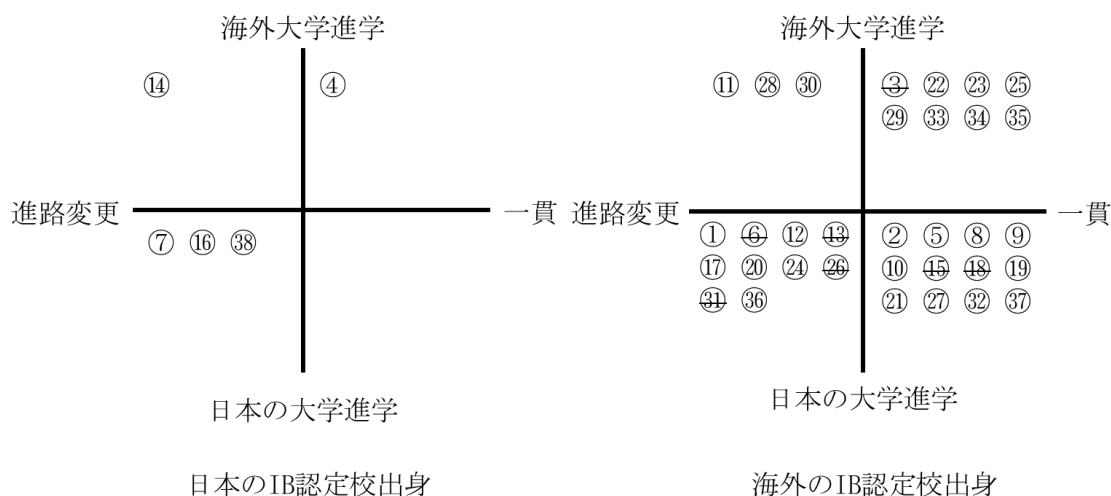 海外大学進学
⑭ ④
進路変更 一貫
⑦ ⑯ ㊳
日本の大学進学
日本のIB認定校出身
海外大学進学
⑪ ㉘ ㉚ ③ ㉒ ㉓ ㉕
㉙ ㉝ ㉞ ㉟
進路変更 一貫
① ⑥ ⑫ ⑬ ② ⑤ ⑧ ⑨
⑰ ⑳ ㉔ ㉖ ⑩ ⑮ ⑱ ⑲
㉛ ㊱ ㉑ ㉗ ㉜ ㊲
日本の大学進学
海外のIB認定校出身